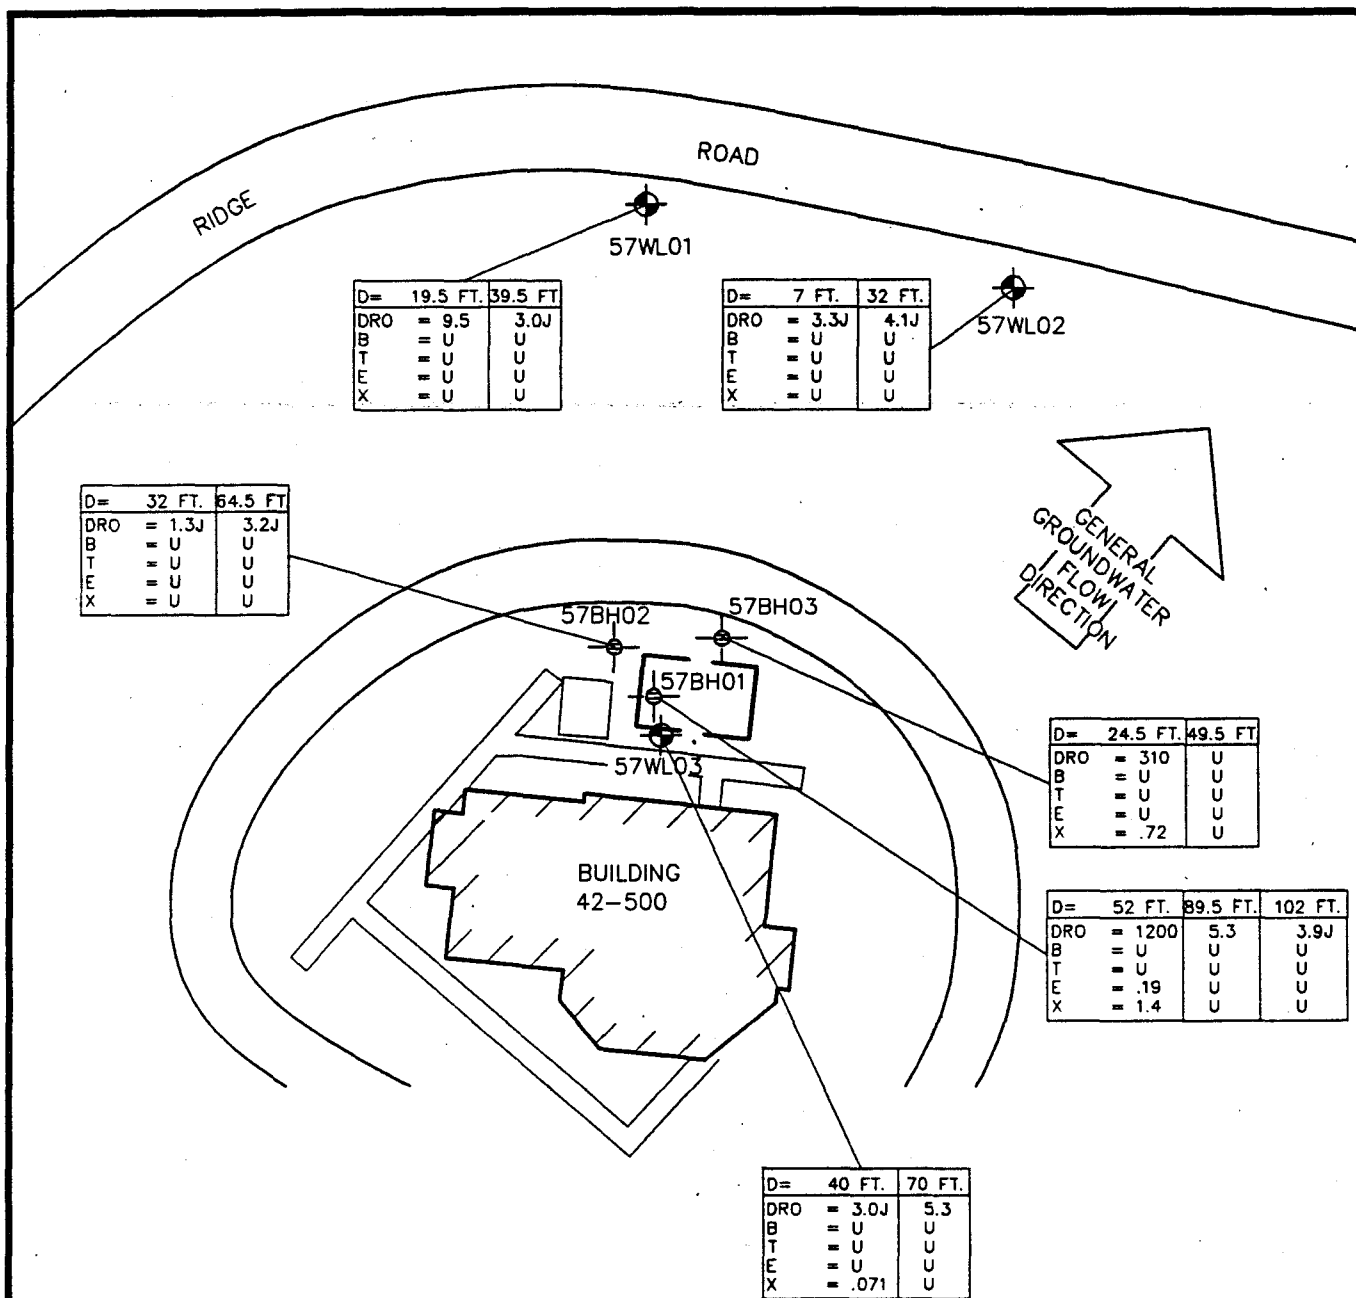 ROAD
RIDGE
57WL01
57WL02
D= 19.5 FT. 39.5 FT
DRO = 9.5 3.0J
B = U U
T = U U
E = U U
X = U U
D= 7 FT. 32 FT.
DRO = 3.3J 4.1J
B = U U
T = U U
E = U U
X = U U
D= 32 FT. 64.5 FT
DRO = 1.3J 3.2J
B = U U
T = U U
E = U U
X = U U
GENERAL
GROUNDWATER
FLOW
DIRECTION
57BH02
57BH03
57BH01
57WL03
D= 24.5 FT. 49.5 FT
DRO = 310 U
B = U U
T = U U
E = U U
X = .72 U
BUILDING
42-500
D= 52 FT. 89.5 FT. 102 FT.
DRO = 1200 5.3 3.9J
B = U U U
T = U U U
E = .19 U U
X = 1.4 U U
D= 40 FT. 70 FT.
DRO = 3.0J 5.3
B = U U
T = U U
E = U U
X = .071 U